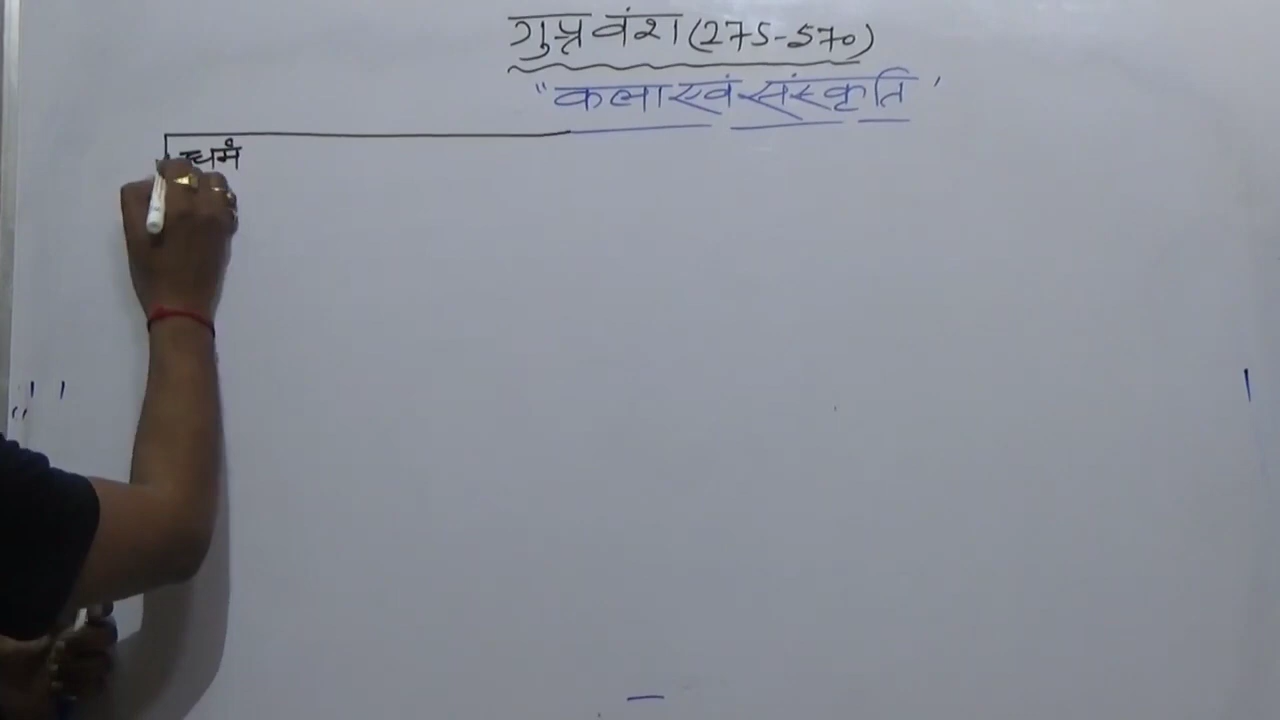 गुप्त वंश (275-570)
"कला एवं संस्कृति"
धर्म